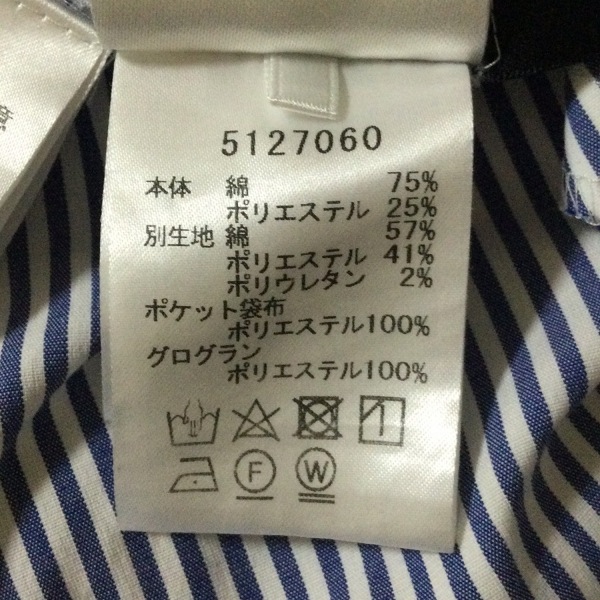 5127060
本体 綿 75%
ポリエステル 25%
別生地 綿 57%
ポリエステル 41%
ポリウレタン 2%
ポケット袋布
ポリエステル100%
グログラン
ポリエステル100%
F W
意